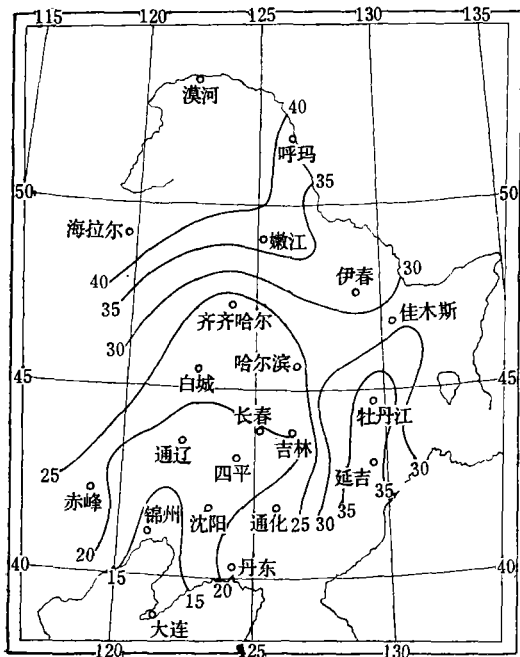 115 120 125 130 135
漠河
40
呼玛
35
50 50
海拉尔
嫩江
40
伊春
30
35
齐齐哈尔
佳木斯
30
哈尔滨
白城
45 45
长春
牡丹江
通辽
吉林
四平
延吉
30
25
赤峰
锦州
沈阳
通化
25
30
35
35
20
40 40
15
丹东
15
20
大连
120 125 130